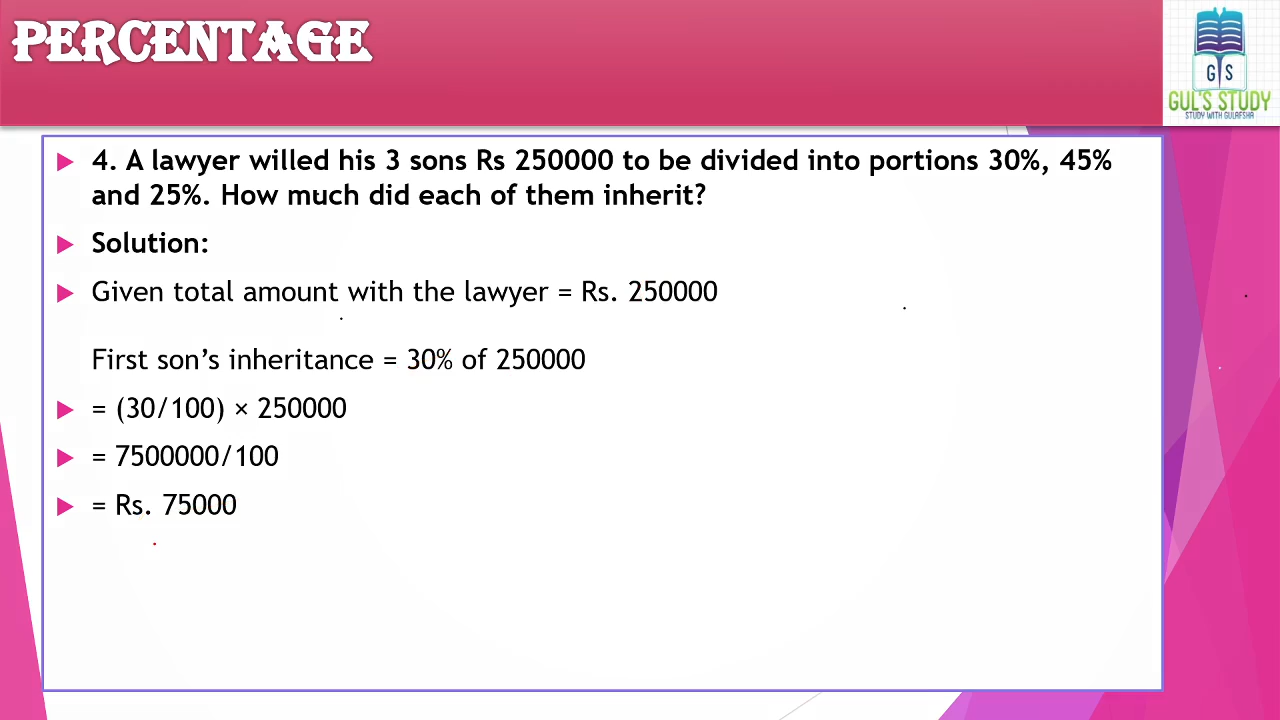 PERCENTAGE
G S
GUL'S STUDY
STUDY WITH GULAFSHA
4. A lawyer willed his 3 sons Rs 250000 to be divided into portions 30%, 45%
and 25%. How much did each of them inherit?
Solution:
Given total amount with the lawyer = Rs. 250000
First son’s inheritance = 30% of 250000
= (30/100) × 250000
= 7500000/100
= Rs. 75000